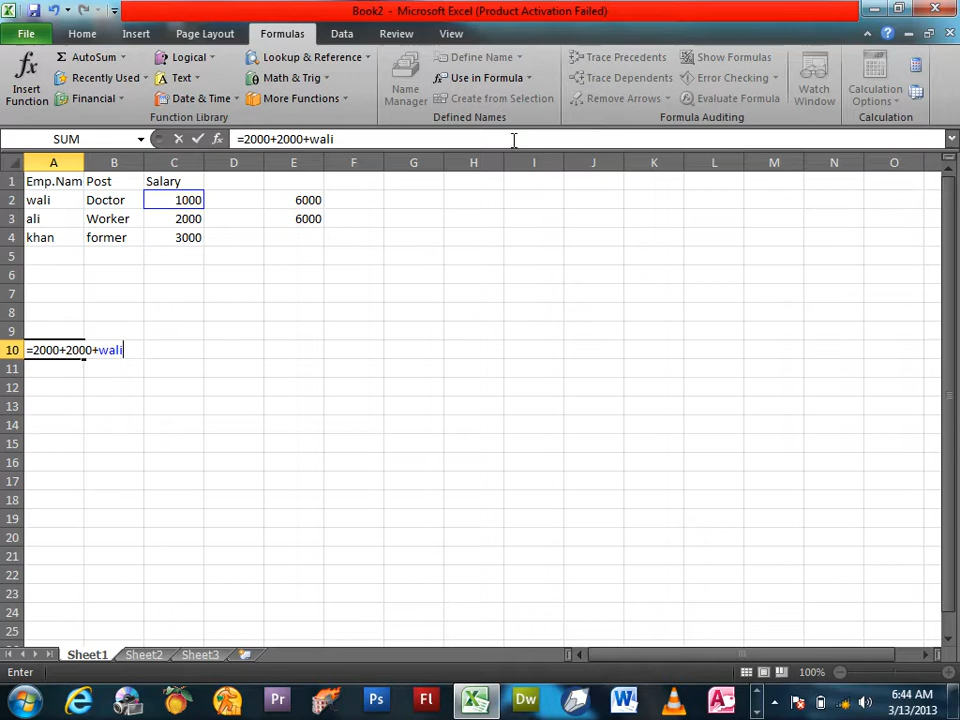 Book2 - Microsoft Excel (Product Activation Failed)
File Home Insert Page Layout Formulas Data Review View
AutoSum Logical Lookup & Reference Define Name Trace Precedents Show Formulas
Recently Used Text Math & Trig Use in Formula Trace Dependents Error Checking
Insert Function Financial Date & Time More Functions Name Manager Create from Selection Remove Arrows Watch Window Calculation Options
Function Library Defined Names Formula Auditing Calculation
SUM fx =2000+2000+wali
A B C D E F G H I J K L M N O
1 Emp.Nam Post Salary
2 wali Doctor 1000 6000
3 ali Worker 2000 6000
4 khan former 3000
5
6
7
8
9
10 =2000+2000+wali
11
12
13
14
15
16
17
18
19
20
21
22
23
24
25
Sheet1 Sheet2 Sheet3
Enter 100%
Pr Ps Fl Dw W A 6:44 AM
3/13/2013